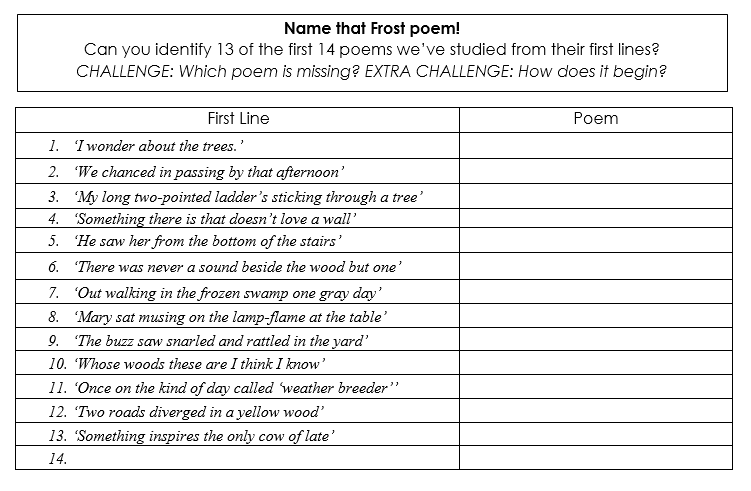 Name that Frost poem!
Can you identify 13 of the first 14 poems we’ve studied from their first lines?
CHALLENGE: Which poem is missing? EXTRA CHALLENGE: How does it begin?
First Line Poem
1. ‘I wonder about the trees.’
2. ‘We chanced in passing by that afternoon’
3. ‘My long two-pointed ladder’s sticking through a tree’
4. ‘Something there is that doesn’t love a wall’
5. ‘He saw her from the bottom of the stairs’
6. ‘There was never a sound beside the wood but one’
7. ‘Out walking in the frozen swamp one gray day’
8. ‘Mary sat musing on the lamp-flame at the table’
9. ‘The buzz saw snarled and rattled in the yard’
10. ‘Whose woods these are I think I know’
11. ‘Once on the kind of day called ‘weather breeder’’
12. ‘Two roads diverged in a yellow wood’
13. ‘Something inspires the only cow of late’
14.